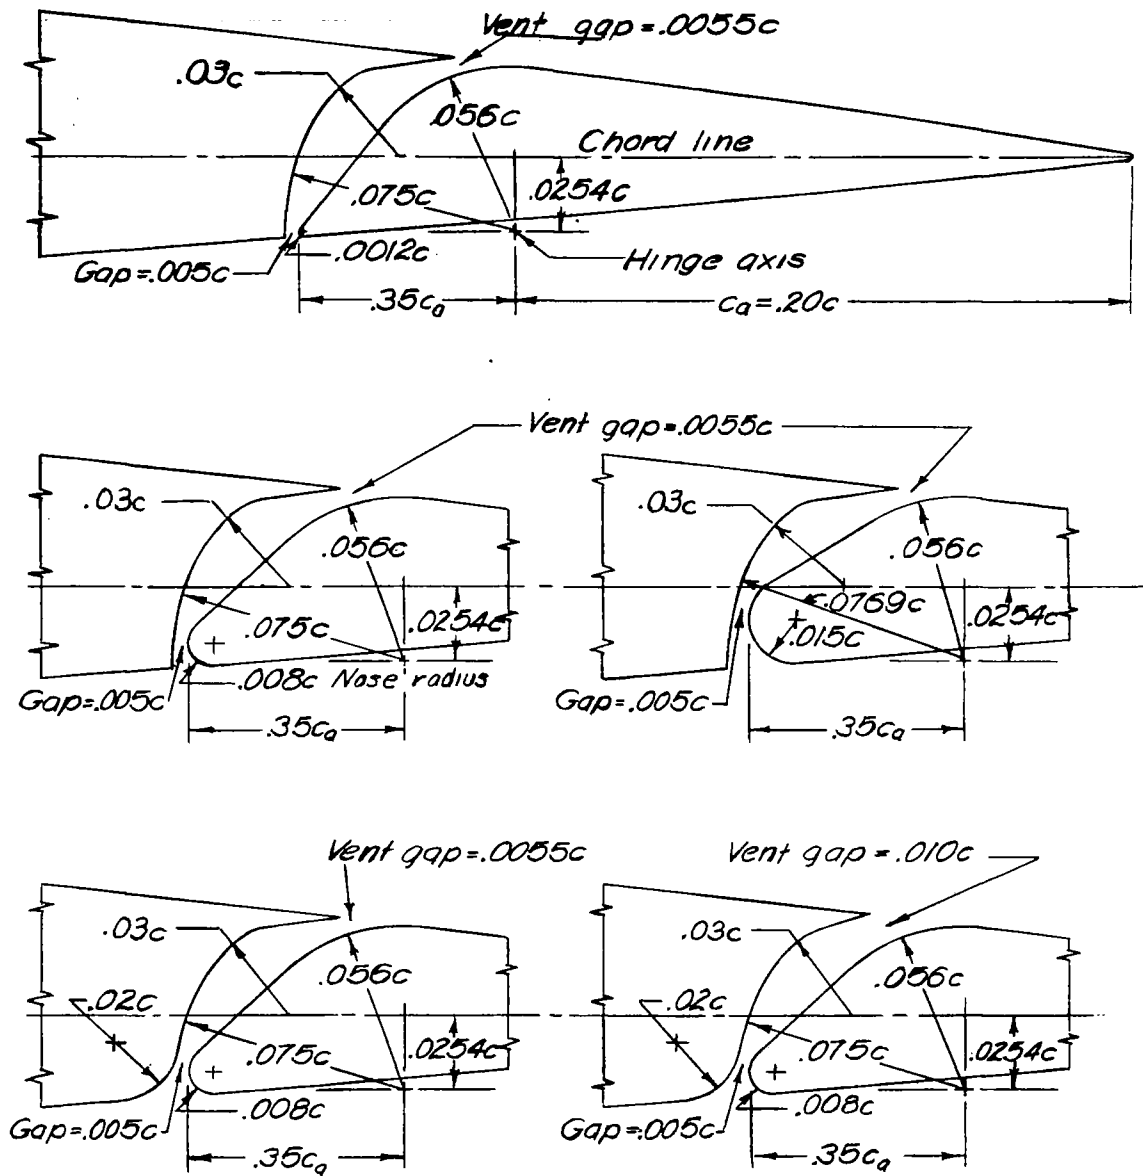 Vent gap=.0055c
.03c
.056c
Chord line
.0254c
.075c
.0012c
Hinge axis
Gap=.005c
.35ca
ca=.20c
Vent gap=.0055c
.03c
.056c
.075c
.0254c
.008c Nose radius
Gap=.005c
.35ca
.03c
.056c
.0769c
.0254c
.015c
Gap=.005c
.35ca
Vent gap=.0055c
.03c
.056c
.02c
.075c
.0254c
.008c
Gap=.005c
.35ca
Vent gap=.010c
.03c
.056c
.02c
.075c
.0254c
.008c
Gap=.005c
.35ca